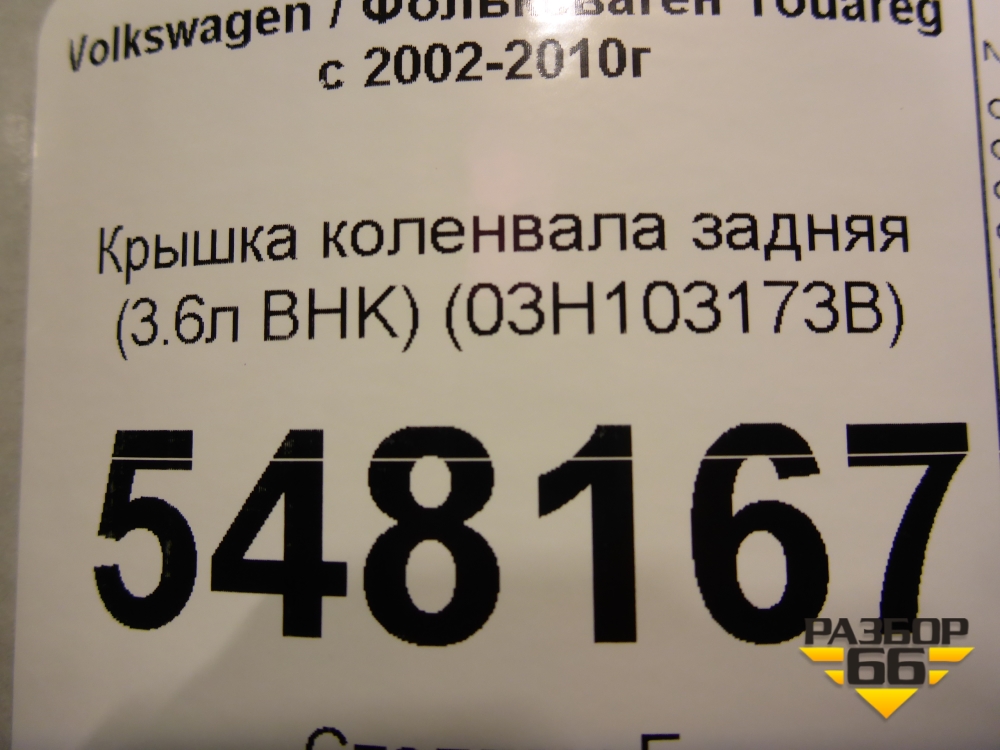 Volkswagen / Фольксваген Touareg
с 2002-2010г
Крышка коленвала задняя
(3.6л BHK) (03H103173B)
548167
РАЗБОР
66